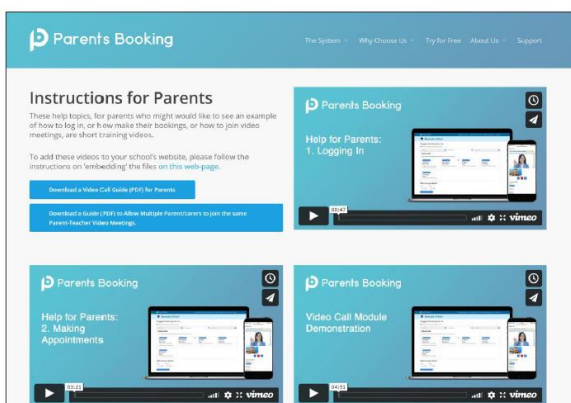 Parents Booking
The System Why Choose Us Try for Free About Us Support
Instructions for Parents
These help topics, for parents who might would like to see an example
of how to log in, or how make their bookings, or how to join video
meetings, are short training videos.
To add these videos to your school's website, please follow the
instructions on 'embedding' the files on this web-page.
Download a Video Call Guide (PDF) for Parents
Download a Guide (PDF) to Allow Multiple Parent/carers to join the same
Parent-Teacher Video Meetings.
Parents Booking
Help for Parents:
1. Logging In
00:47
vimeo
Parents Booking
Help for Parents:
2. Making
Appointments
03:21
vimeo
Parents Booking
Video Call Module
Demonstration
04:51
vimeo